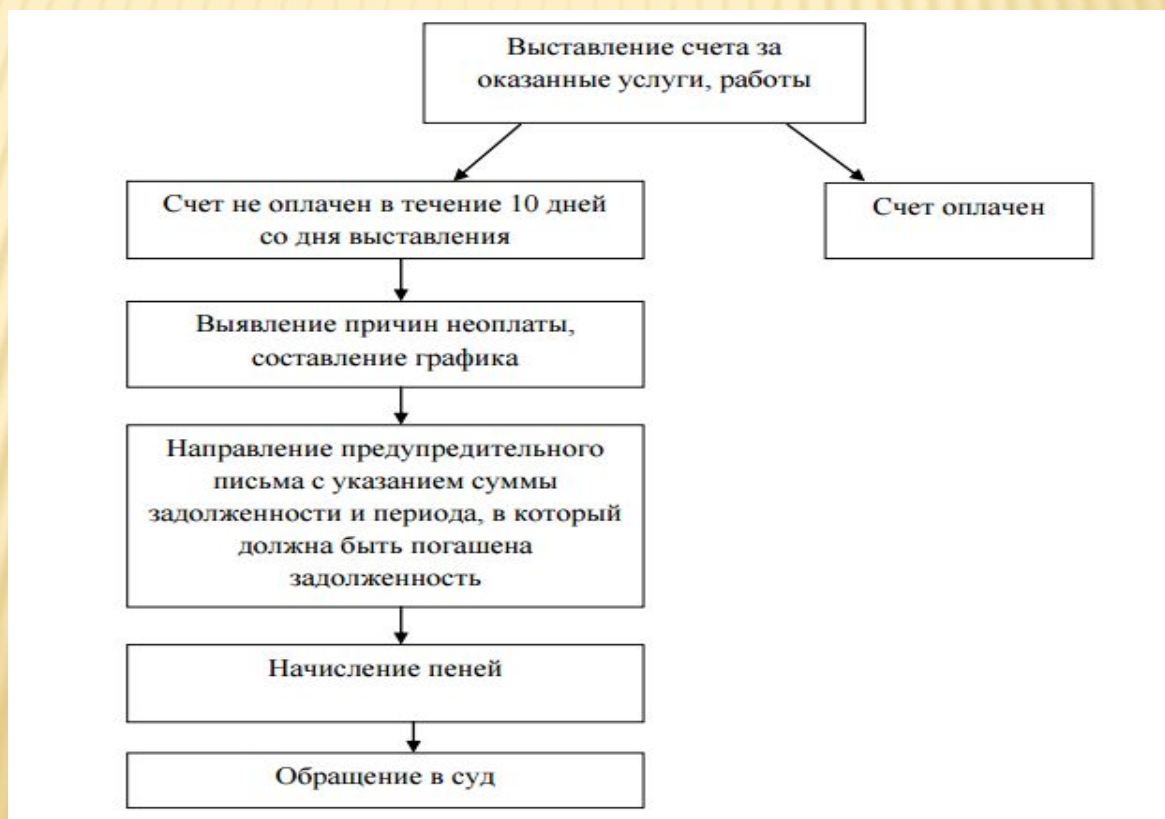 Выставление счета за
оказанные услуги, работы
Счет не оплачен в течение 10 дней
со дня выставления
Счет оплачен
Выявление причин неоплаты,
составление графика
Направление предупредительного
письма с указанием суммы
задолженности и периода, в который
должна быть погашена
задолженность
Начисление пеней
Обращение в суд